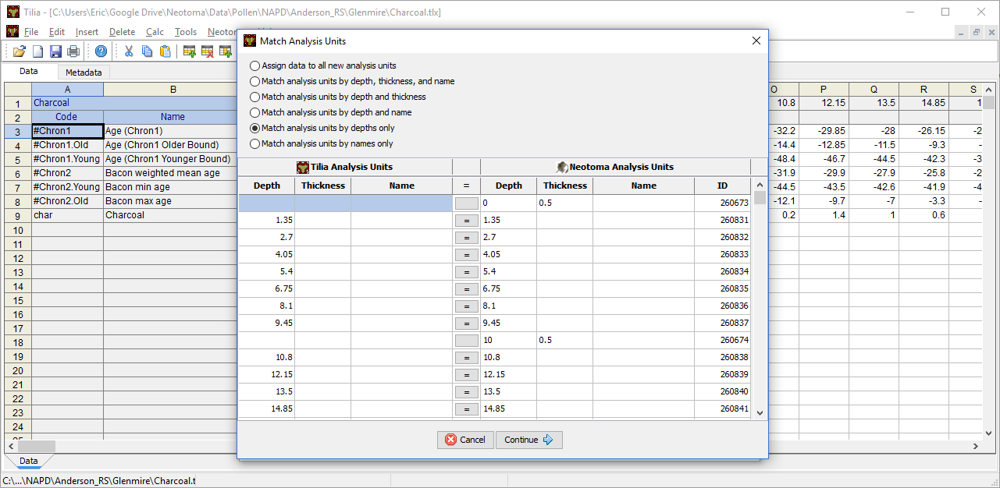 Tilia - [C:\Users\Eric\Google Drive\Neotoma\Data\Pollen\NAPD\Anderson_RS\Glenmire\Charcoal.tlx]
File Edit Insert Delete Calc Tools
Match Analysis Units
Data Metadata
Assign data to all new analysis units
Match analysis units by depth, thickness, and name
Match analysis units by depth and thickness
Match analysis units by depth and name
Match analysis units by depths only
Match analysis units by names only
A B O P Q R S
1 Charcoal 10.8 12.15 13.5 14.85 1
2 Code Name
3 #Chron1 Age (Chron1) -32.2 -29.85 -28 -26.15 -2
4 #Chron1.Old Age (Chron1 Older Bound) -14.4 -12.85 -11.5 -9.3 -
5 #Chron1.Young Age (Chron1 Younger Bound) -48.4 -46.7 -44.5 -42.3 -3
6 #Chron2 Bacon weighted mean age -31.9 -29.9 -27.9 -25.8 -2
7 #Chron2.Young Bacon min age -44.5 -43.5 -42.6 -41.9 -4
8 #Chron2.Old Bacon max age -12.1 -9.7 -7 -3.3 -
9 char Charcoal 0.2 1.4 1 0.6
10
11
12
13
14
15
16
17
18
19
20
21
22
23
24
25
Tilia Analysis Units Neotoma Analysis Units
Depth Thickness Name = Depth Thickness Name ID
0 0.5 260673
1.35 = 1.35 260831
2.7 = 2.7 260832
4.05 = 4.05 260833
5.4 = 5.4 260834
6.75 = 6.75 260835
8.1 = 8.1 260836
9.45 = 9.45 260837
10 0.5 260674
10.8 = 10.8 260838
12.15 = 12.15 260839
13.5 = 13.5 260840
14.85 = 14.85 260841
Cancel Continue
Data
C:\...\NAPD\Anderson_RS\Glenmire\Charcoal.t